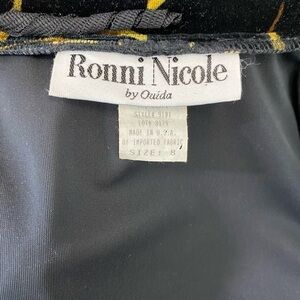 Ronni Nicole
by Ouida
MADE IN U.S.A.
OF IMPORTED FABRIC
SIZE: 8